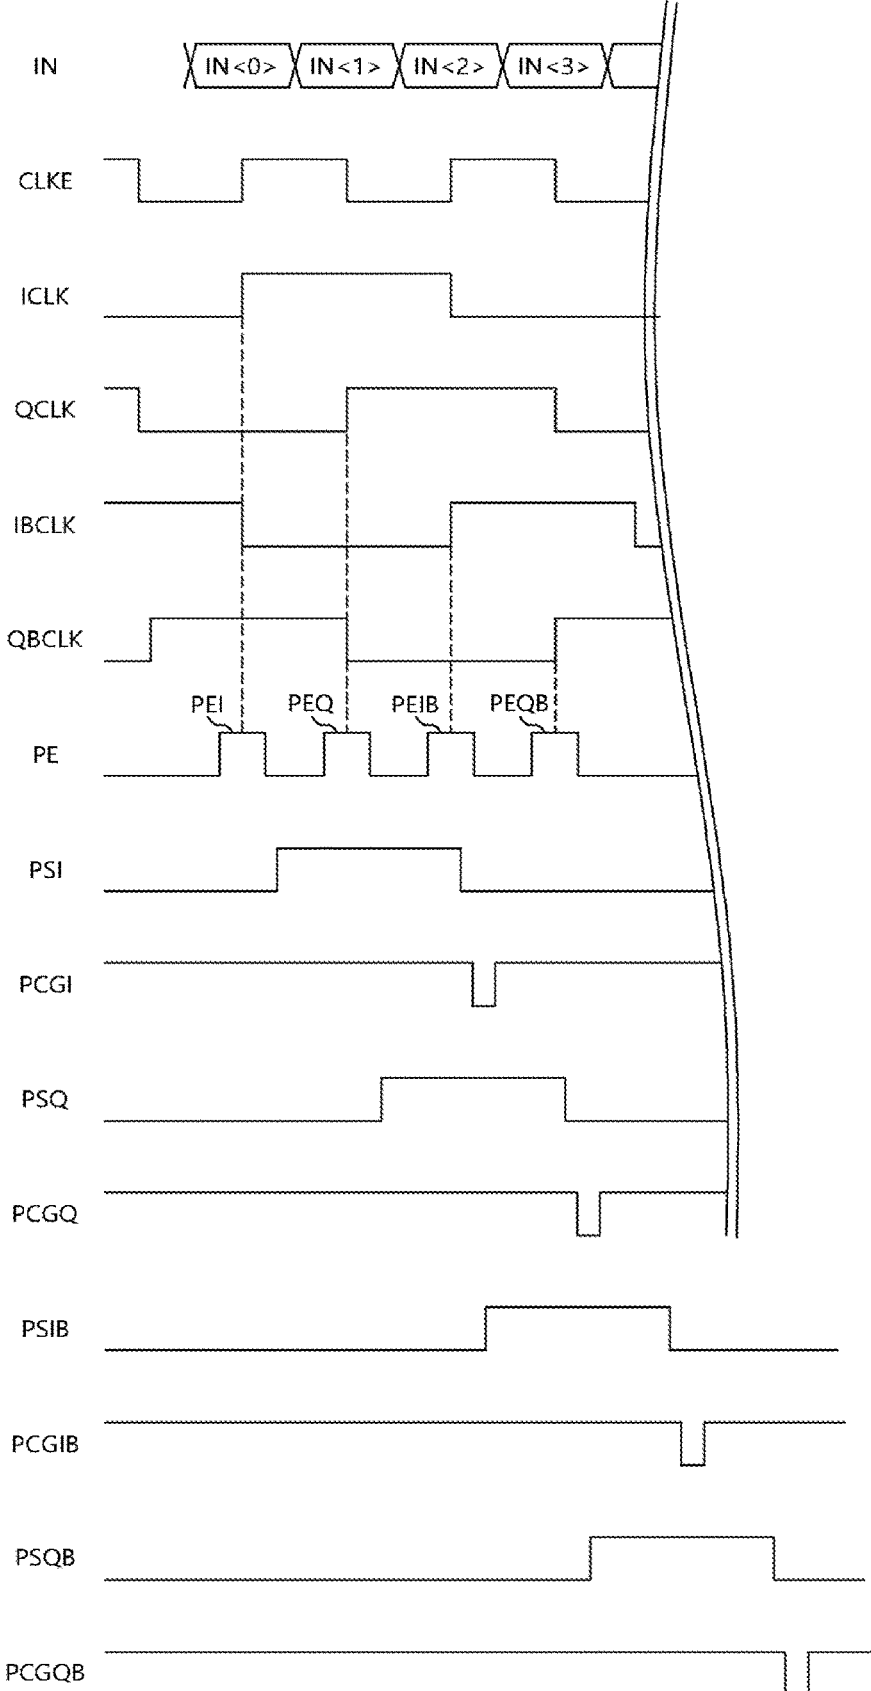 IN IN<0> IN<1> IN<2> IN<3>
CLKE
ICLK
QCLK
IBCLK
QBCLK
PEI PEQ PEIB PEQB
PE
PSI
PCGI
PSQ
PCGQ
PSIB
PCGIB
PSQB
PCGQB